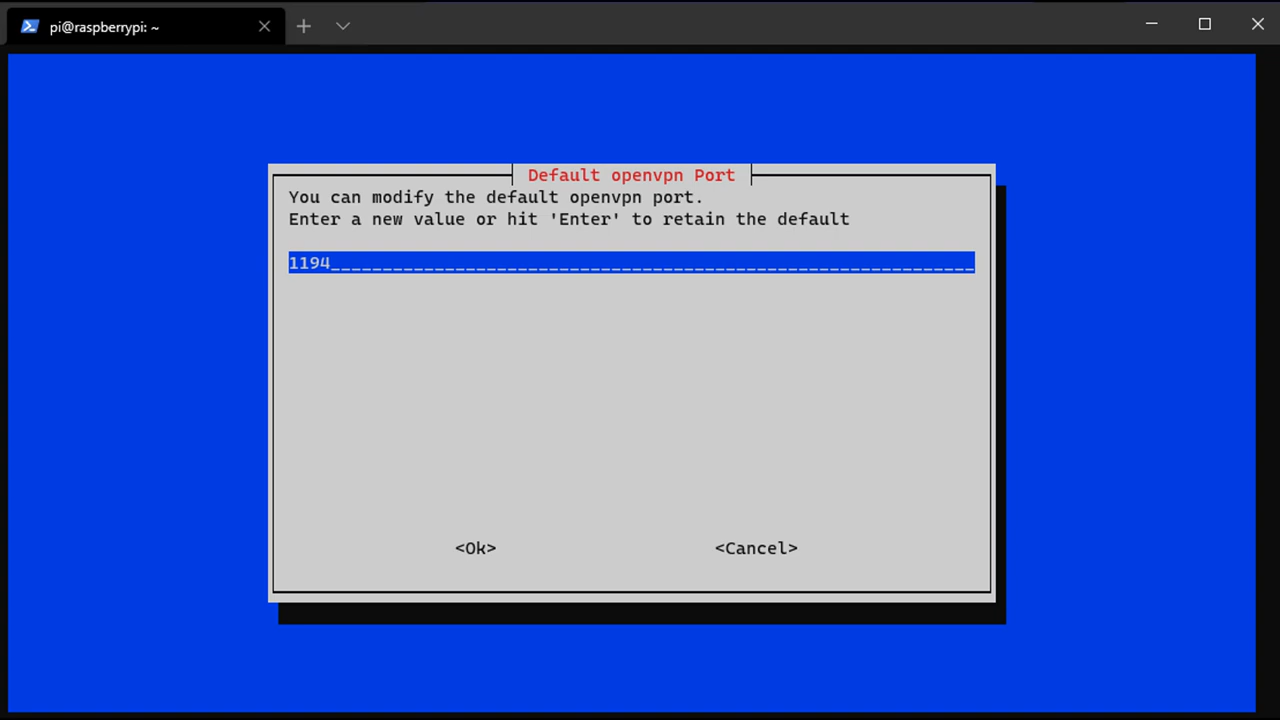 pi@raspberrypi: ~
Default openvpn Port
You can modify the default openvpn port.
Enter a new value or hit 'Enter' to retain the default
1194______________________________________________________________
<Ok> <Cancel>